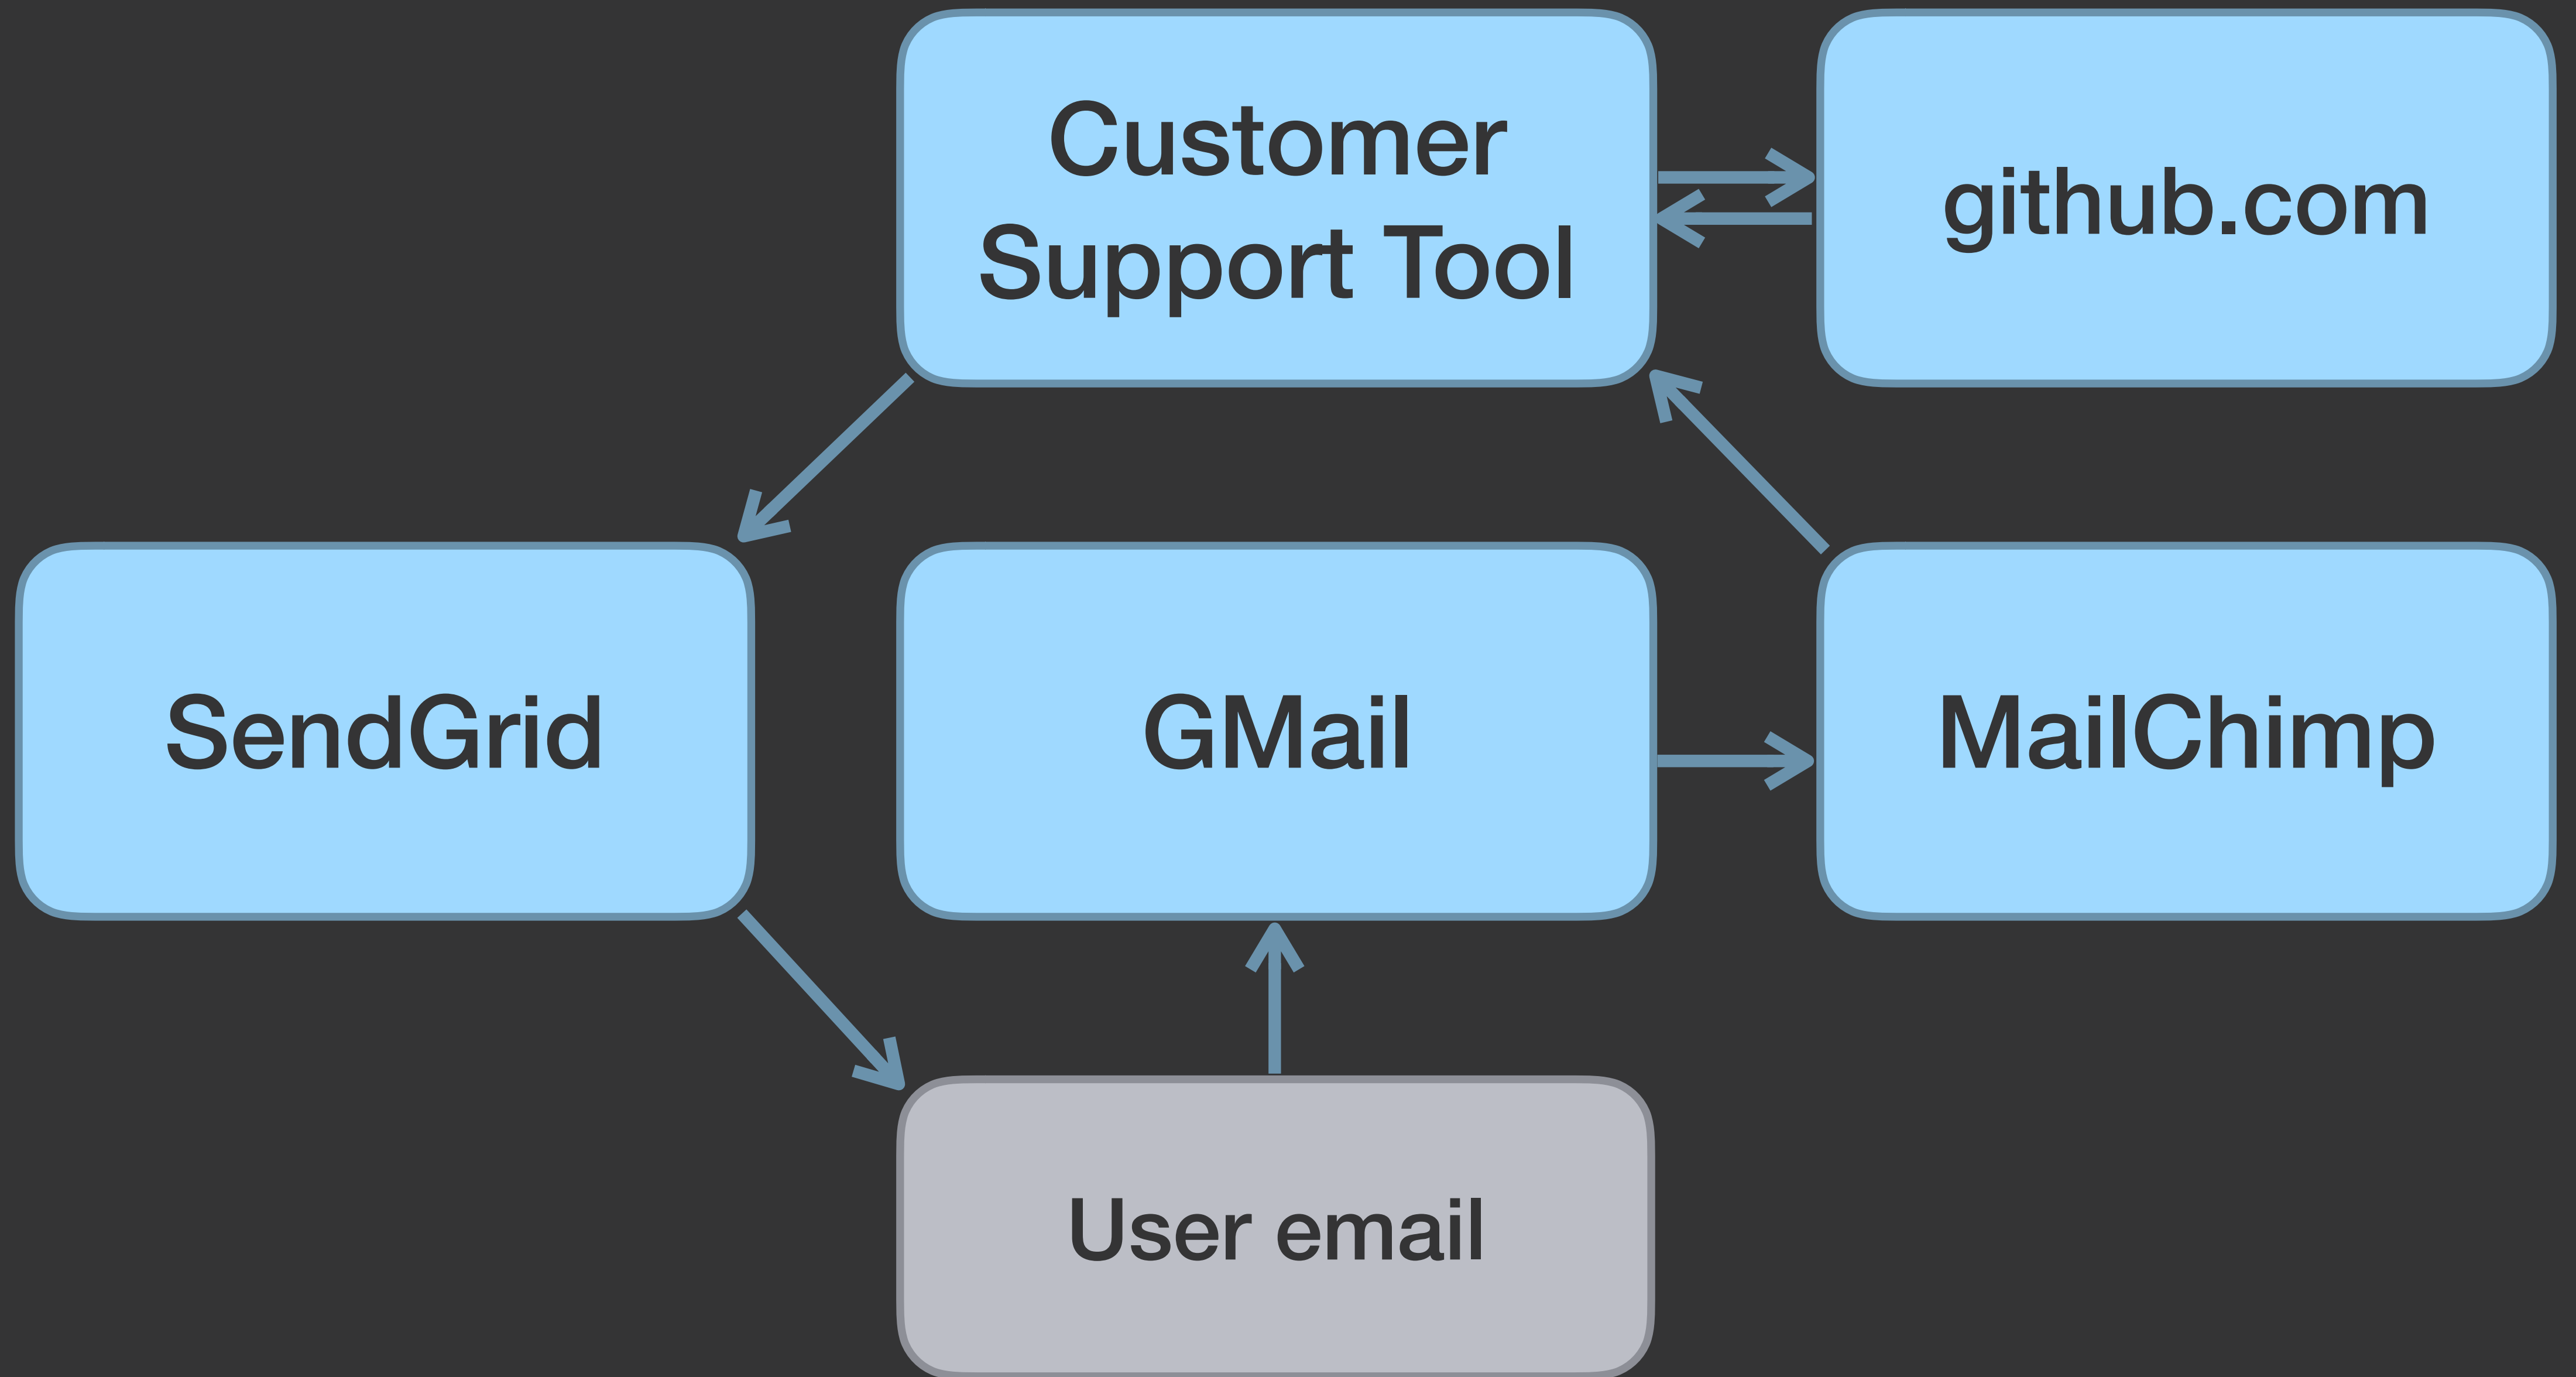 Customer
Support Tool
github.com
SendGrid
GMail
MailChimp
User email